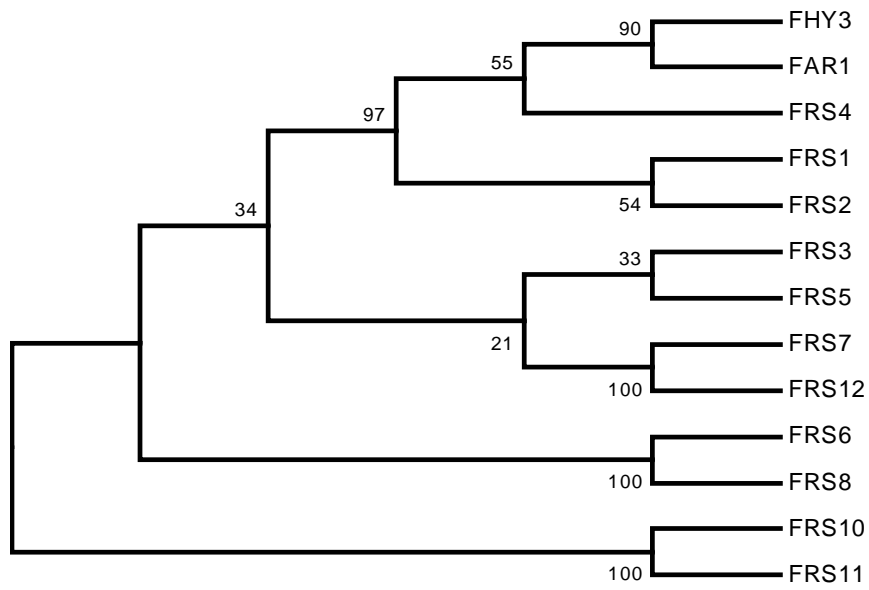 FHY3
90
FAR1
55
FRS4
97
FRS1
54
FRS2
34
FRS3
33
FRS5
21
FRS7
100
FRS12
FRS6
100
FRS8
FRS10
100
FRS11